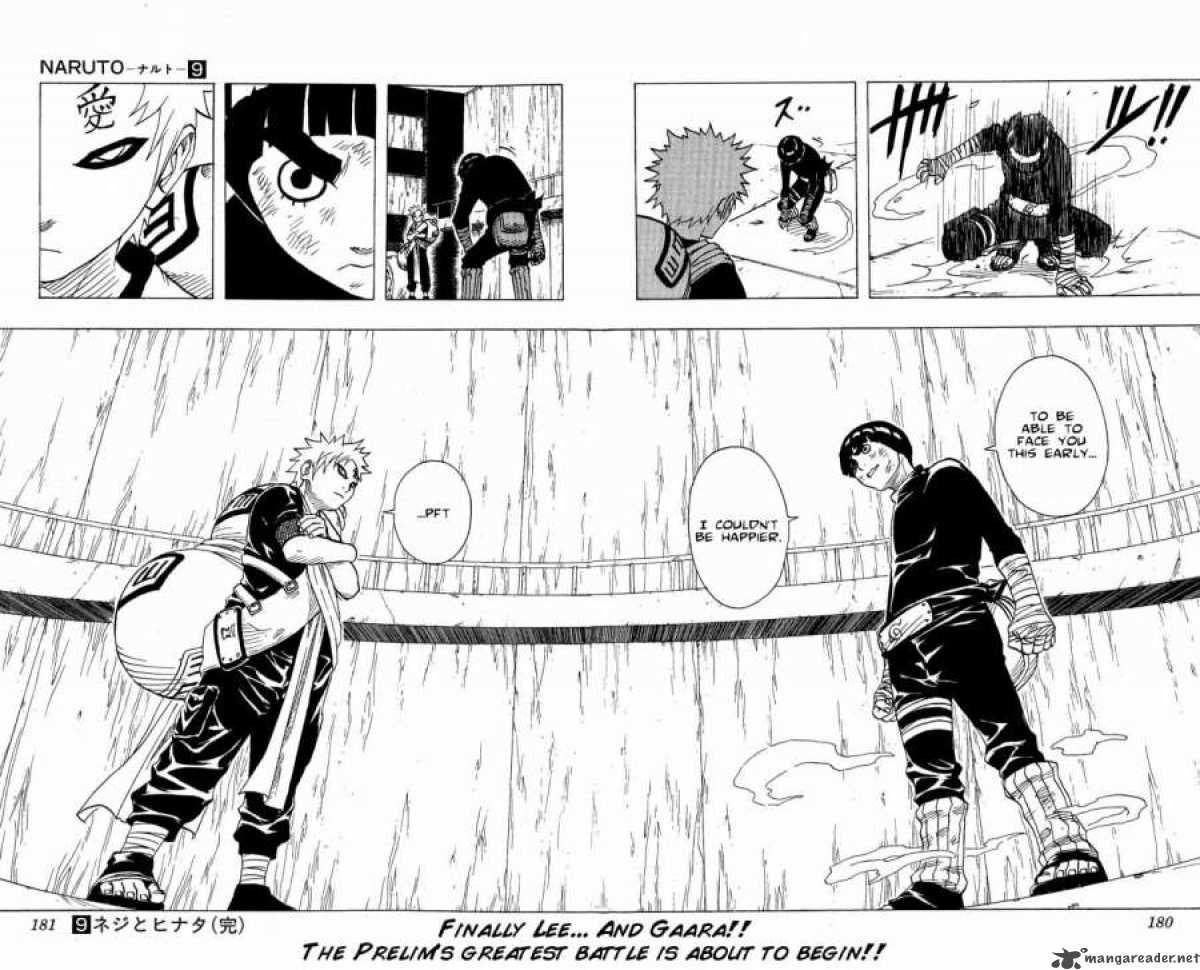 NARUTO-ナルト-9
ル!!
ズ・・
愛
TO BE
ABLE TO
FACE YOU
THIS EARLY...
I COULDN'T
BE HAPPIER.
...PFT
181 9 ネジとヒナタ(完)
180
FINALLY LEE... AND GAARA!!
THE PRELIM'S GREATEST BATTLE IS ABOUT TO BEGIN!!
mangareader.net